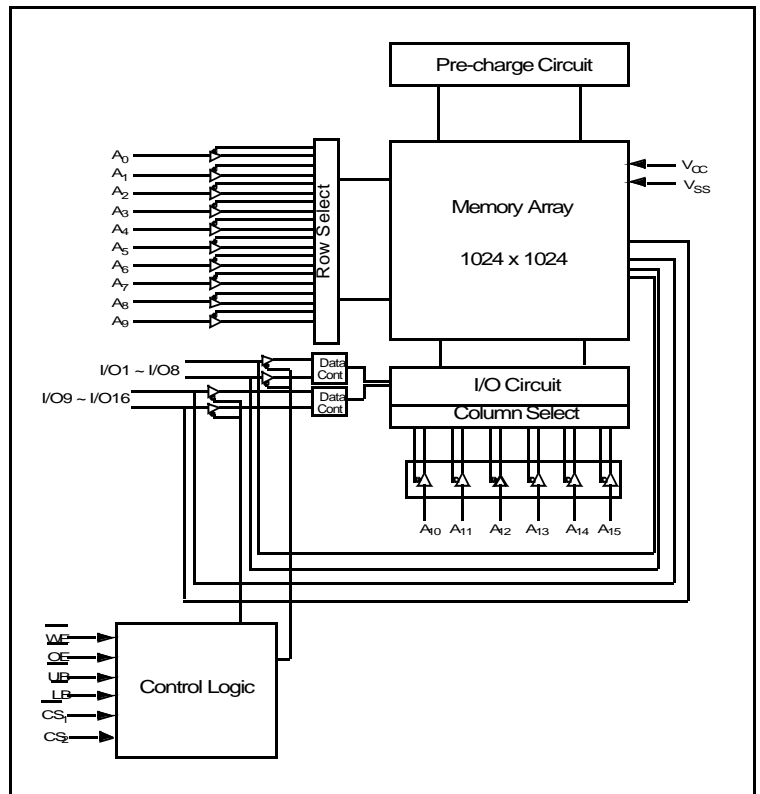 Pre-charge Circuit
A0
A1
A2
A3
A4
A5
A6
A7
A8
A9
Row Select
Memory Array
1024 x 1024
VCC
VSS
I/O1 ~ I/O8
I/O9 ~ I/O16
Data
Cont
Data
Cont
I/O Circuit
Column Select
A10
A11
A12
A13
A14
A15
WE
OE
UB
LB
CS1
CS2
Control Logic